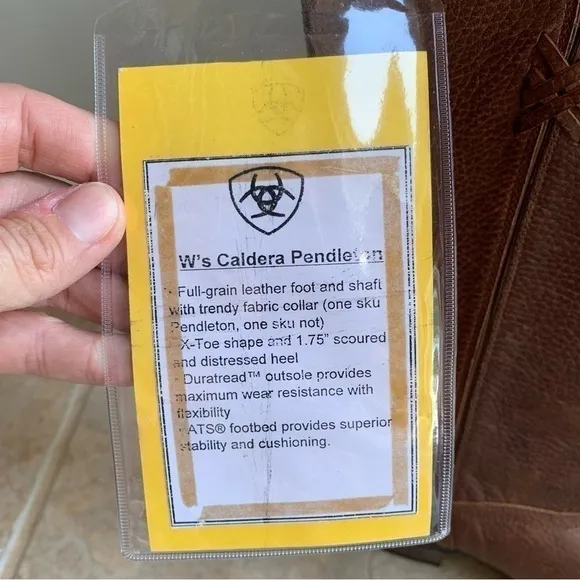 W's Caldera Pendleton
· Full-grain leather foot and shaft
with trendy fabric collar (one sku
Pendleton, one sku not)
X-Toe shape and 1.75" scoured
and distressed heel
· Duratread™ outsole provides
maximum wear resistance with
flexibility
· ATS® footbed provides superior
stability and cushioning.